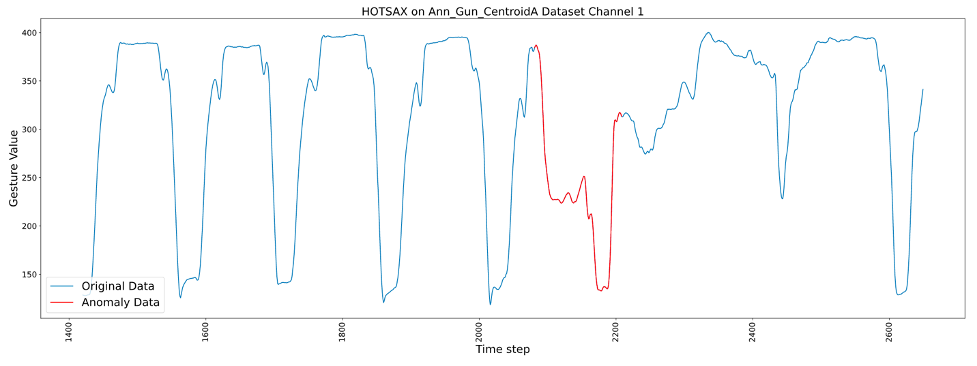 HOTSAX on Ann_Gun_CentroidA Dataset Channel 1
400
350
300
250
200
150
Gesture Value
Original Data
Anomaly Data
1400
1600
1800
2000
2200
2400
2600
Time step